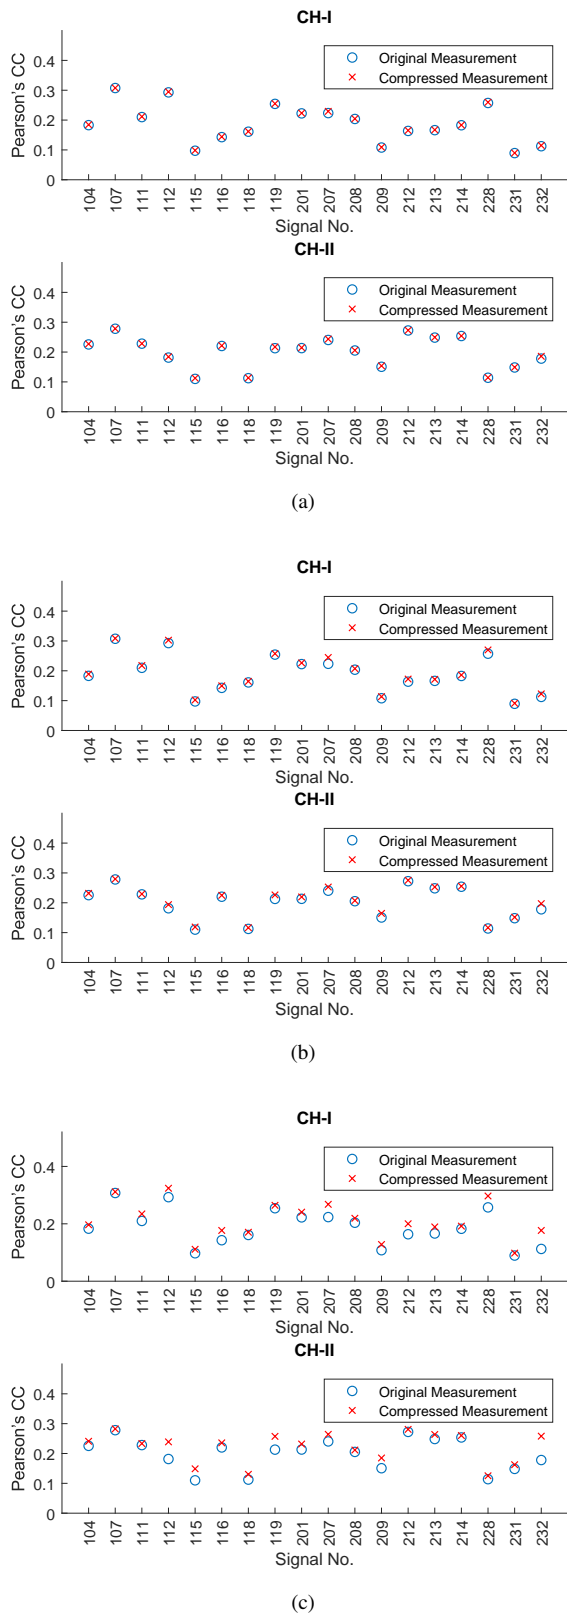 CH-I
Pearson's CC
0.4
0.3
0.2
0.1
0
Original Measurement
Compressed Measurement
104 107 111 112 115 116 118 119 201 207 208 209 212 213 214 228 231 232
Signal No.
CH-II
Pearson's CC
0.4
0.3
0.2
0.1
0
Original Measurement
Compressed Measurement
104 107 111 112 115 116 118 119 201 207 208 209 212 213 214 228 231 232
Signal No.
(a)
CH-I
Pearson's CC
0.4
0.3
0.2
0.1
0
Original Measurement
Compressed Measurement
104 107 111 112 115 116 118 119 201 207 208 209 212 213 214 228 231 232
Signal No.
CH-II
Pearson's CC
0.4
0.3
0.2
0.1
0
Original Measurement
Compressed Measurement
104 107 111 112 115 116 118 119 201 207 208 209 212 213 214 228 231 232
Signal No.
(b)
CH-I
Pearson's CC
0.4
0.2
0
Original Measurement
Compressed Measurement
104 107 111 112 115 116 118 119 201 207 208 209 212 213 214 228 231 232
Signal No.
CH-II
Pearson's CC
0.4
0.3
0.2
0.1
0
Original Measurement
Compressed Measurement
104 107 111 112 115 116 118 119 201 207 208 209 212 213 214 228 231 232
Signal No.
(c)